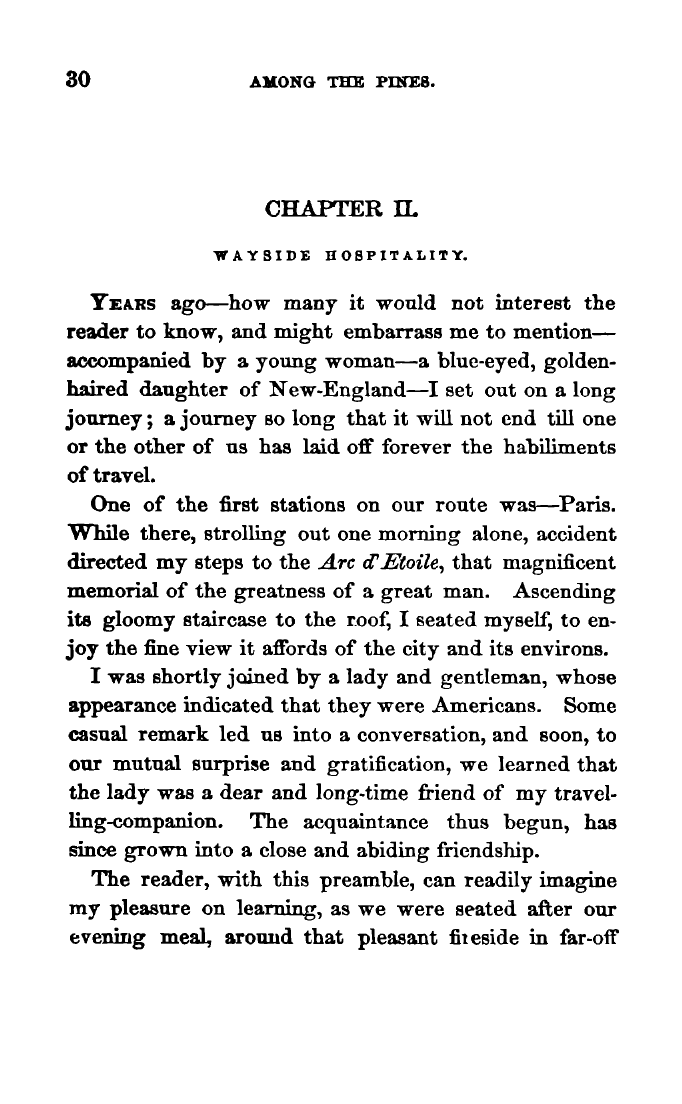 30 AMONG THE PINES.
CHAPTER II.
WAYSIDE HOSPITALITY.
YEARS ago—how many it would not interest the
reader to know, and might embarrass me to mention—
accompanied by a young woman—a blue-eyed, golden-
haired daughter of New-England—I set out on a long
journey; a journey so long that it will not end till one
or the other of us has laid off forever the habiliments
of travel.
One of the first stations on our route was—Paris.
While there, strolling out one morning alone, accident
directed my steps to the Arc d'Etoile, that magnificent
memorial of the greatness of a great man. Ascending
its gloomy staircase to the roof, I seated myself, to en-
joy the fine view it affords of the city and its environs.
I was shortly joined by a lady and gentleman, whose
appearance indicated that they were Americans. Some
casual remark led us into a conversation, and soon, to
our mutual surprise and gratification, we learned that
the lady was a dear and long-time friend of my travel-
ling-companion. The acquaintance thus begun, has
since grown into a close and abiding friendship.
The reader, with this preamble, can readily imagine
my pleasure on learning, as we were seated after our
evening meal, around that pleasant fireside in far-off